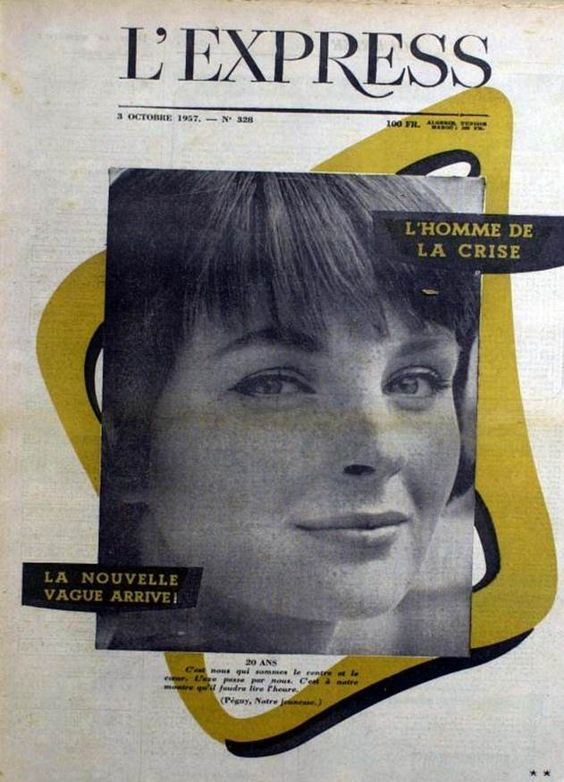 L'EXPRESS
3 OCTOBRE 1957. — N° 328
100 FR. ALGÉRIE, TUNISIE
MAROC : 110 FR.
L'HOMME DE
LA CRISE
LA NOUVELLE
VAGUE ARRIVE!
20 ANS
C'est nous qui sommes le centre et le
cœur. L'axe passe par nous. C'est à notre
montre qu'il faudra lire l'heure.
(Péguy, Notre jeunesse.)